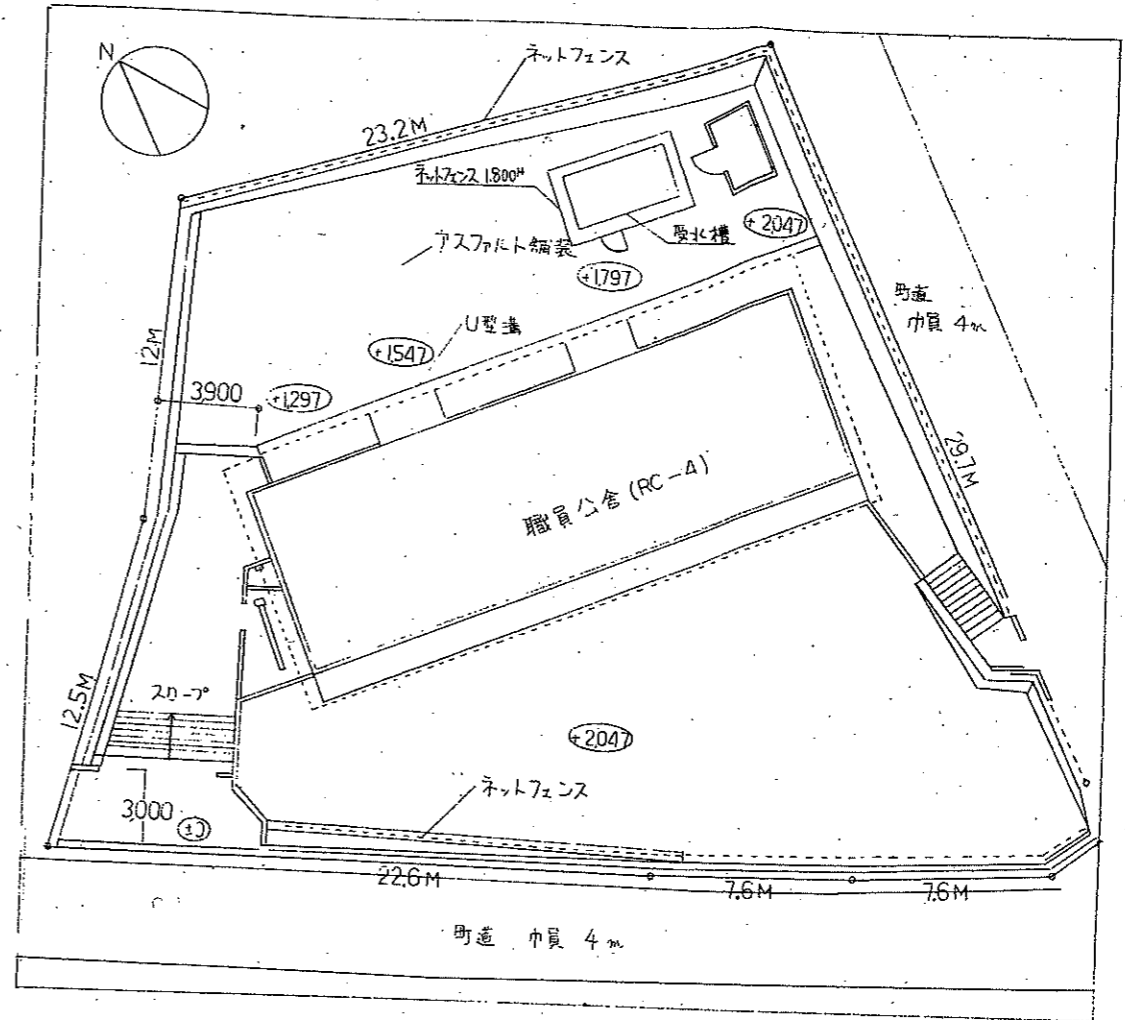 N
ネットフェンス
23.2M
ネットフェンス 1.800H
+2,047
受水槽
アスファルト舗装
+1,797
町道
巾員 4m
U型溝
+1,547
12M
3,900
+1,297
29.7M
職員公舎 (RC-4)
スロープ
12.5M
+2,047
ネットフェンス
3,000
±0
22.6M
7.6M
7.6M
町道 巾員 4m